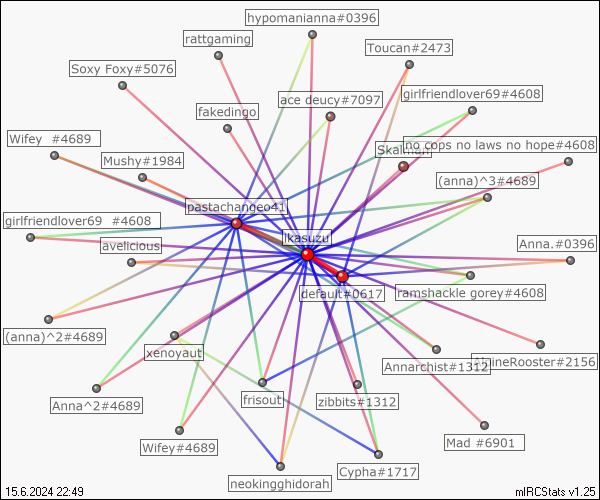 hypomanianna#0396
rattgaming
Toucan#2473
Soxy Foxy#5076
ace deucy#7097
girlfriendlover69#4608
fakedingo
Wifey #4689
no cops no laws no hope#4608
Mushy#1984
(anna)^3#4689
pastachangeo41
girlfriendlover69 #4608
ikasuzu
avelicious
Anna.#0396
default#0617
ramshackle gorey#4608
(anna)^2#4689
xenoyaut
Annarchist#1312
#2156
Anna^2#4689
frisout
zibbits#1312
Wifey#4689
Mad #6901
Cypha#1717
neokingghidorah
15.6.2024 22:49
mIRCStats v1.25